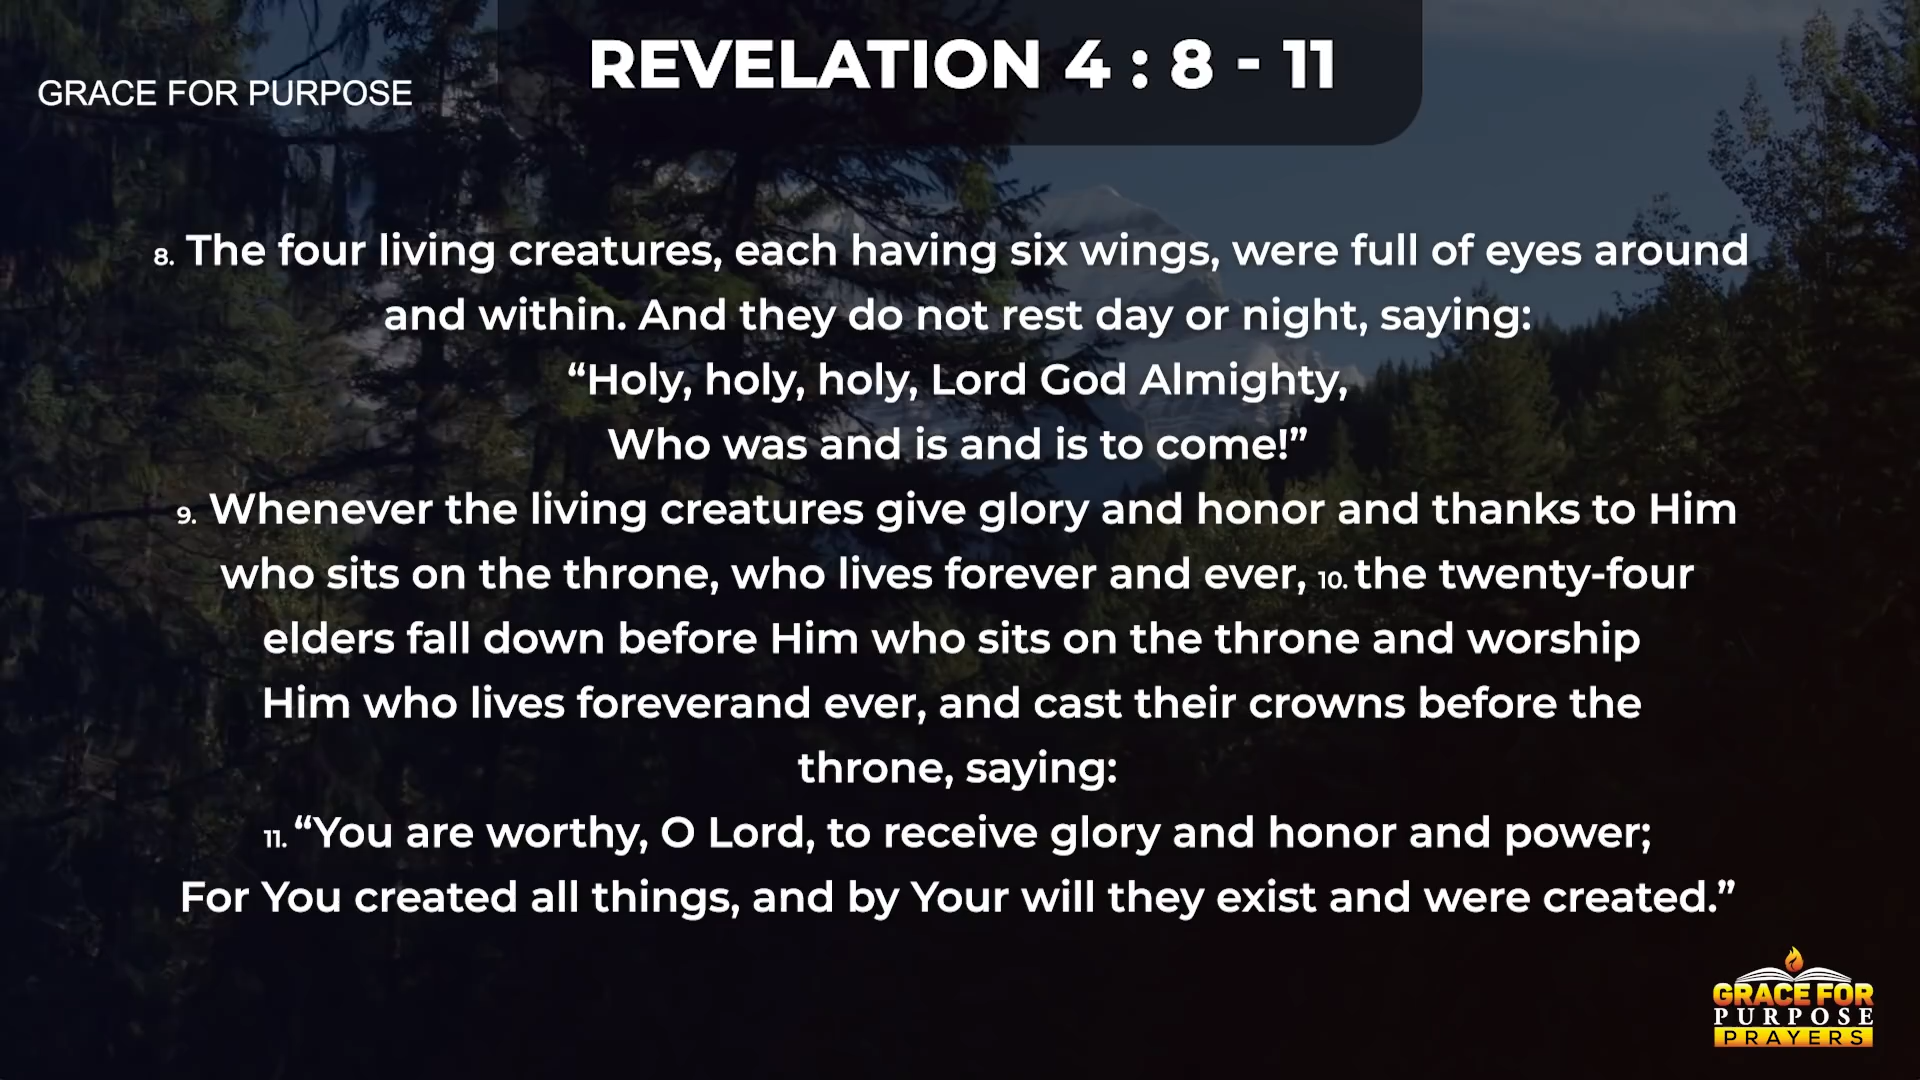 REVELATION 4 : 8 - 11
GRACE FOR PURPOSE
8. The four living creatures, each having six wings, were full of eyes around
and within. And they do not rest day or night, saying:
“Holy, holy, holy, Lord God Almighty,
Who was and is and is to come!”
9. Whenever the living creatures give glory and honor and thanks to Him
who sits on the throne, who lives forever and ever, 10. the twenty-four
elders fall down before Him who sits on the throne and worship
Him who lives foreverand ever, and cast their crowns before the
throne, saying:
11. “You are worthy, O Lord, to receive glory and honor and power;
For You created all things, and by Your will they exist and were created.”
GRACE FOR
PURPOSE
PRAYERS